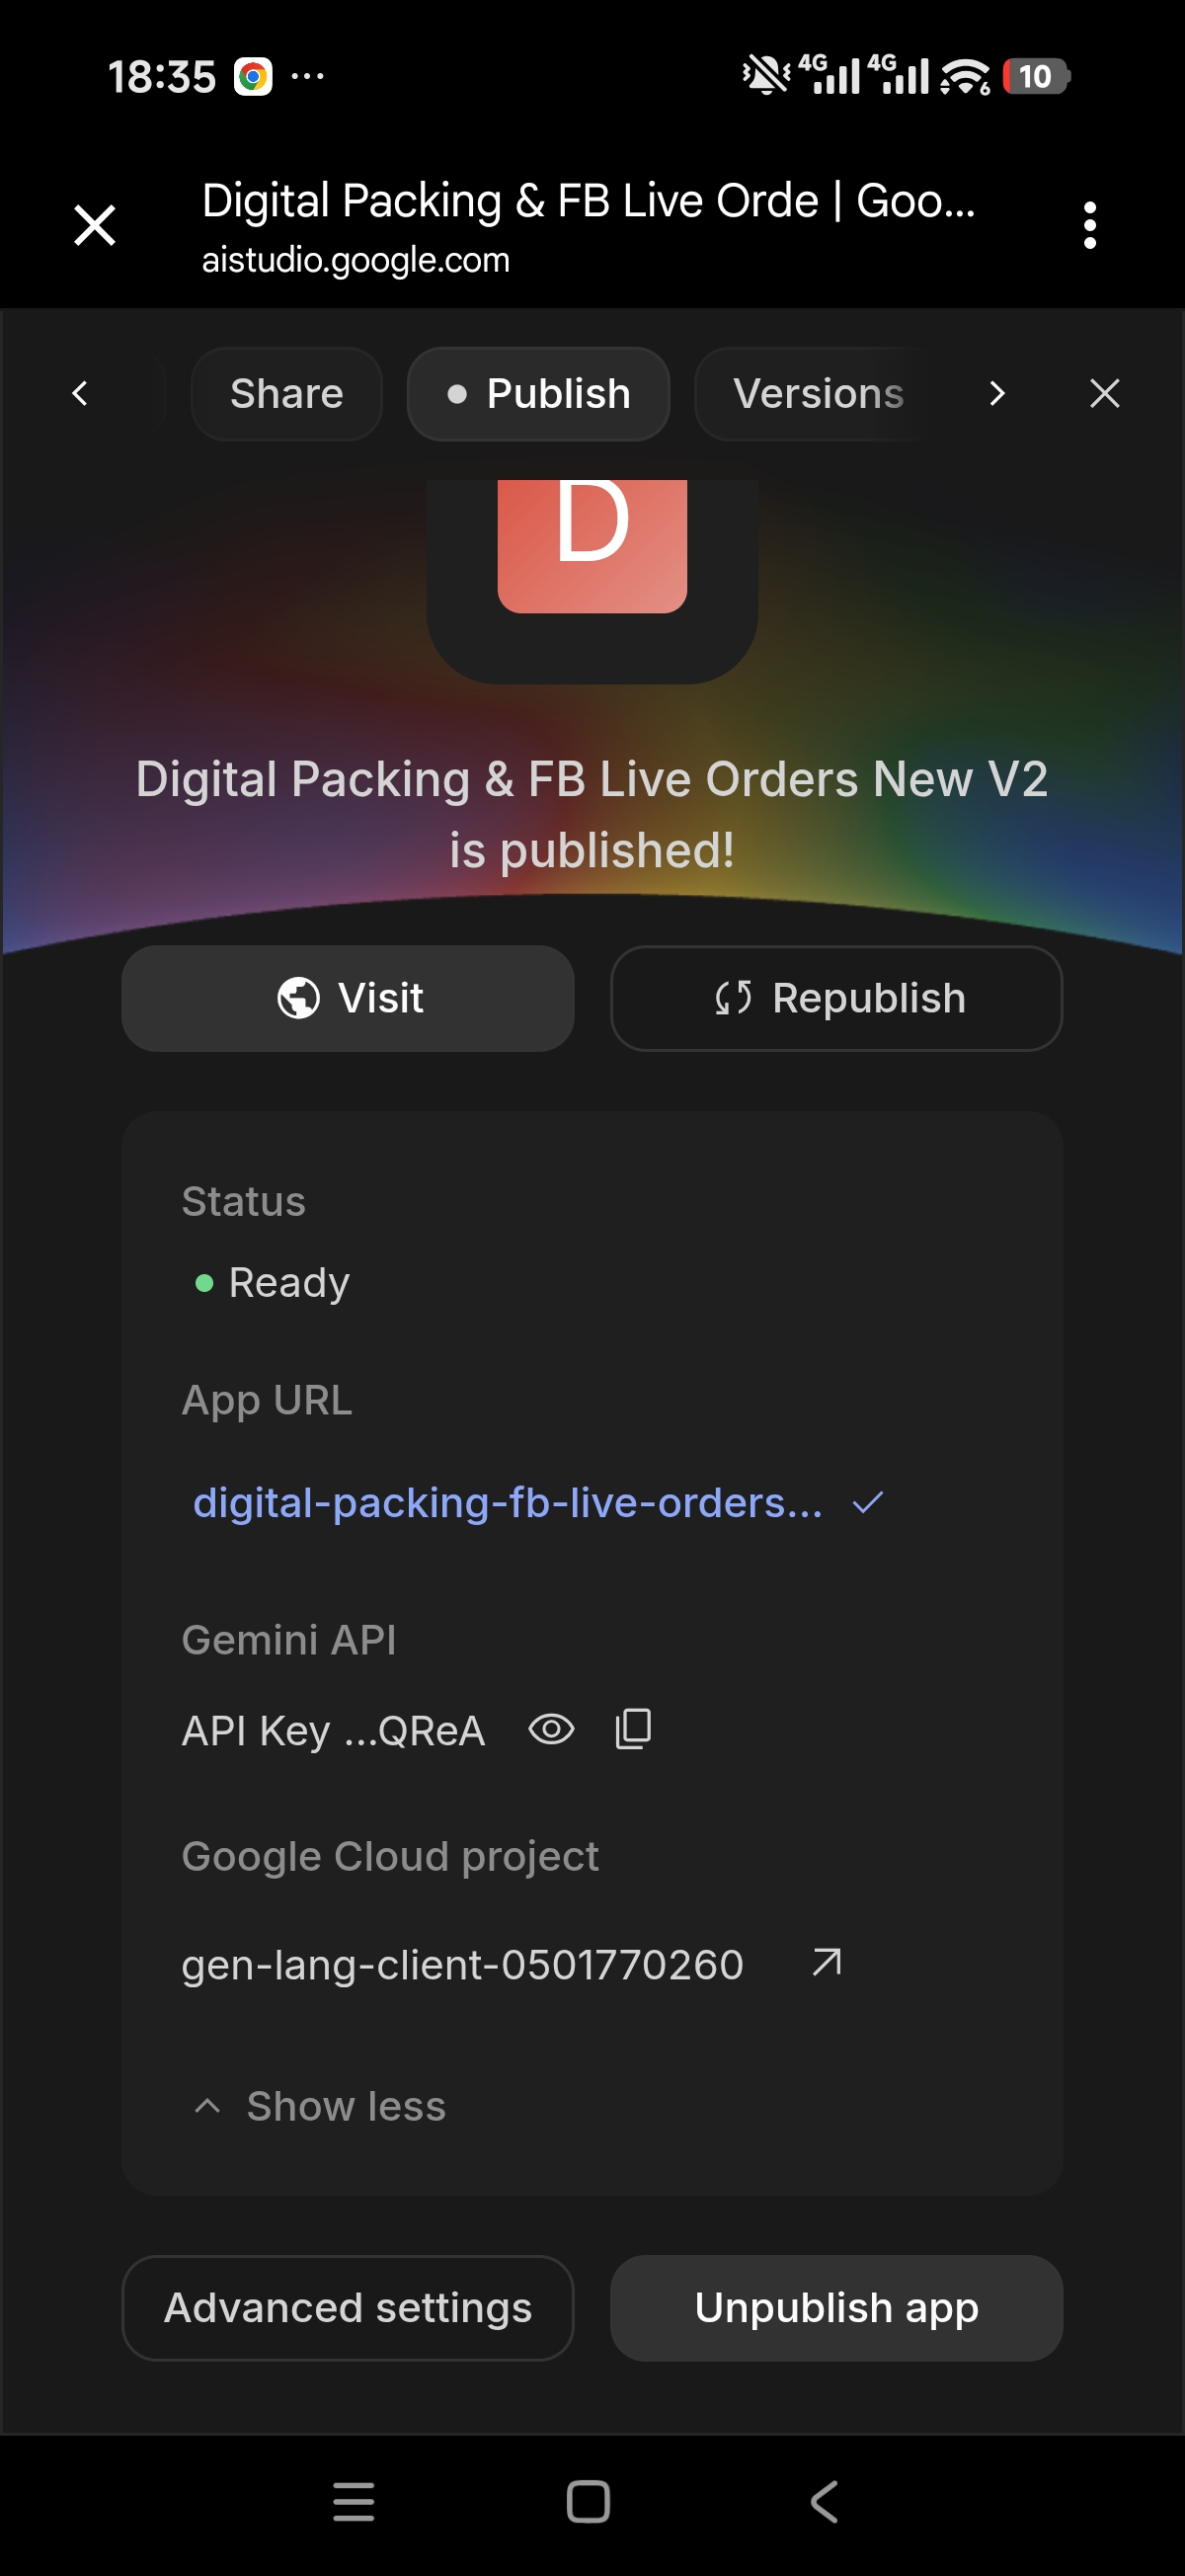 18:35
4G 4G 6 10
Digital Packing & FB Live Orde | Goo...
aistudio.google.com
Share
Publish
Versions
D
Digital Packing & FB Live Orders New V2
is published!
Visit
Republish
Status
Ready
App URL
digital-packing-fb-live-orders...
Gemini API
API Key ...QReA
Google Cloud project
gen-lang-client-0501770260
Show less
Advanced settings
Unpublish app